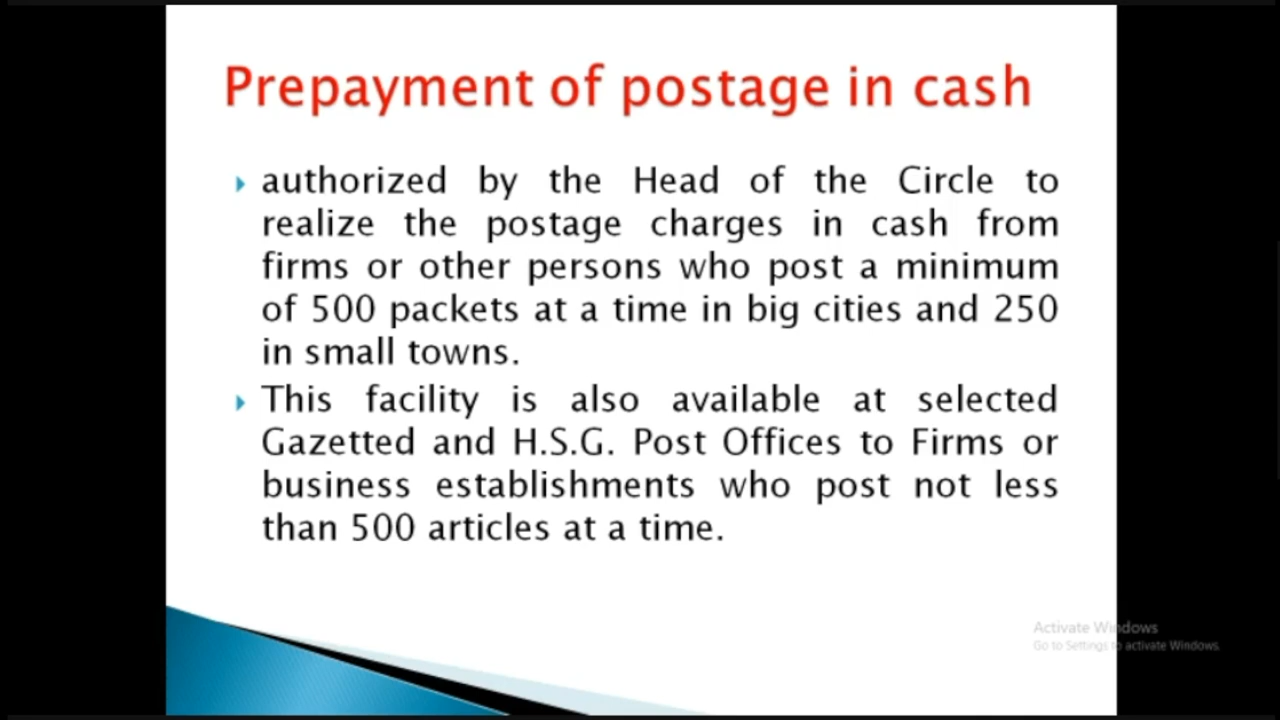 Prepayment of postage in cash
authorized by the Head of the Circle to
realize the postage charges in cash from
firms or other persons who post a minimum
of 500 packets at a time in big cities and 250
in small towns.
This facility is also available at selected
Gazetted and H.S.G. Post Offices to Firms or
business establishments who post not less
than 500 articles at a time.
Activate Windows
Go to Settings to activate Windows.